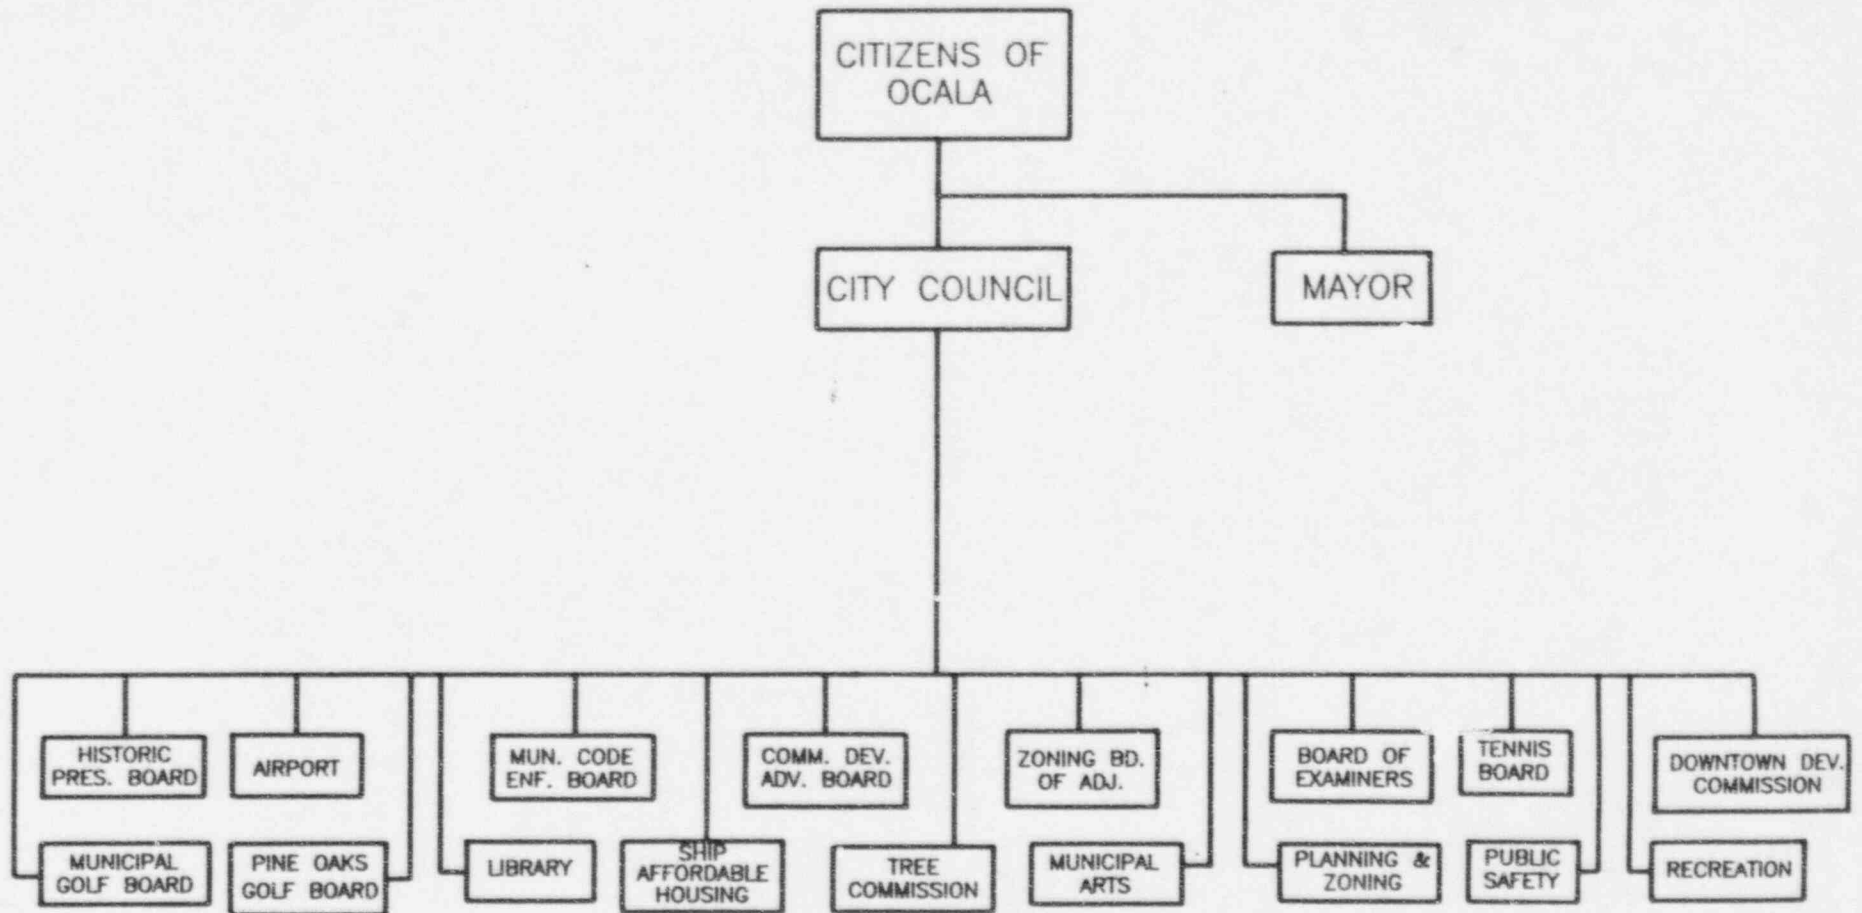 CITIZENS OF
OCALA
CITY COUNCIL
MAYOR
HISTORIC
PRES. BOARD
AIRPORT
MUN. CODE
ENF. BOARD
COMM. DEV.
ADV. BOARD
ZONING BD.
OF ADJ.
BOARD OF
EXAMINERS
TENNIS
BOARD
DOWNTOWN DEV.
COMMISSION
MUNICIPAL
GOLF BOARD
PINE OAKS
GOLF BOARD
LIBRARY
SHIP
AFFORDABLE
HOUSING
TREE
COMMISSION
MUNICIPAL
ARTS
PLANNING &
ZONING
PUBLIC
SAFETY
RECREATION